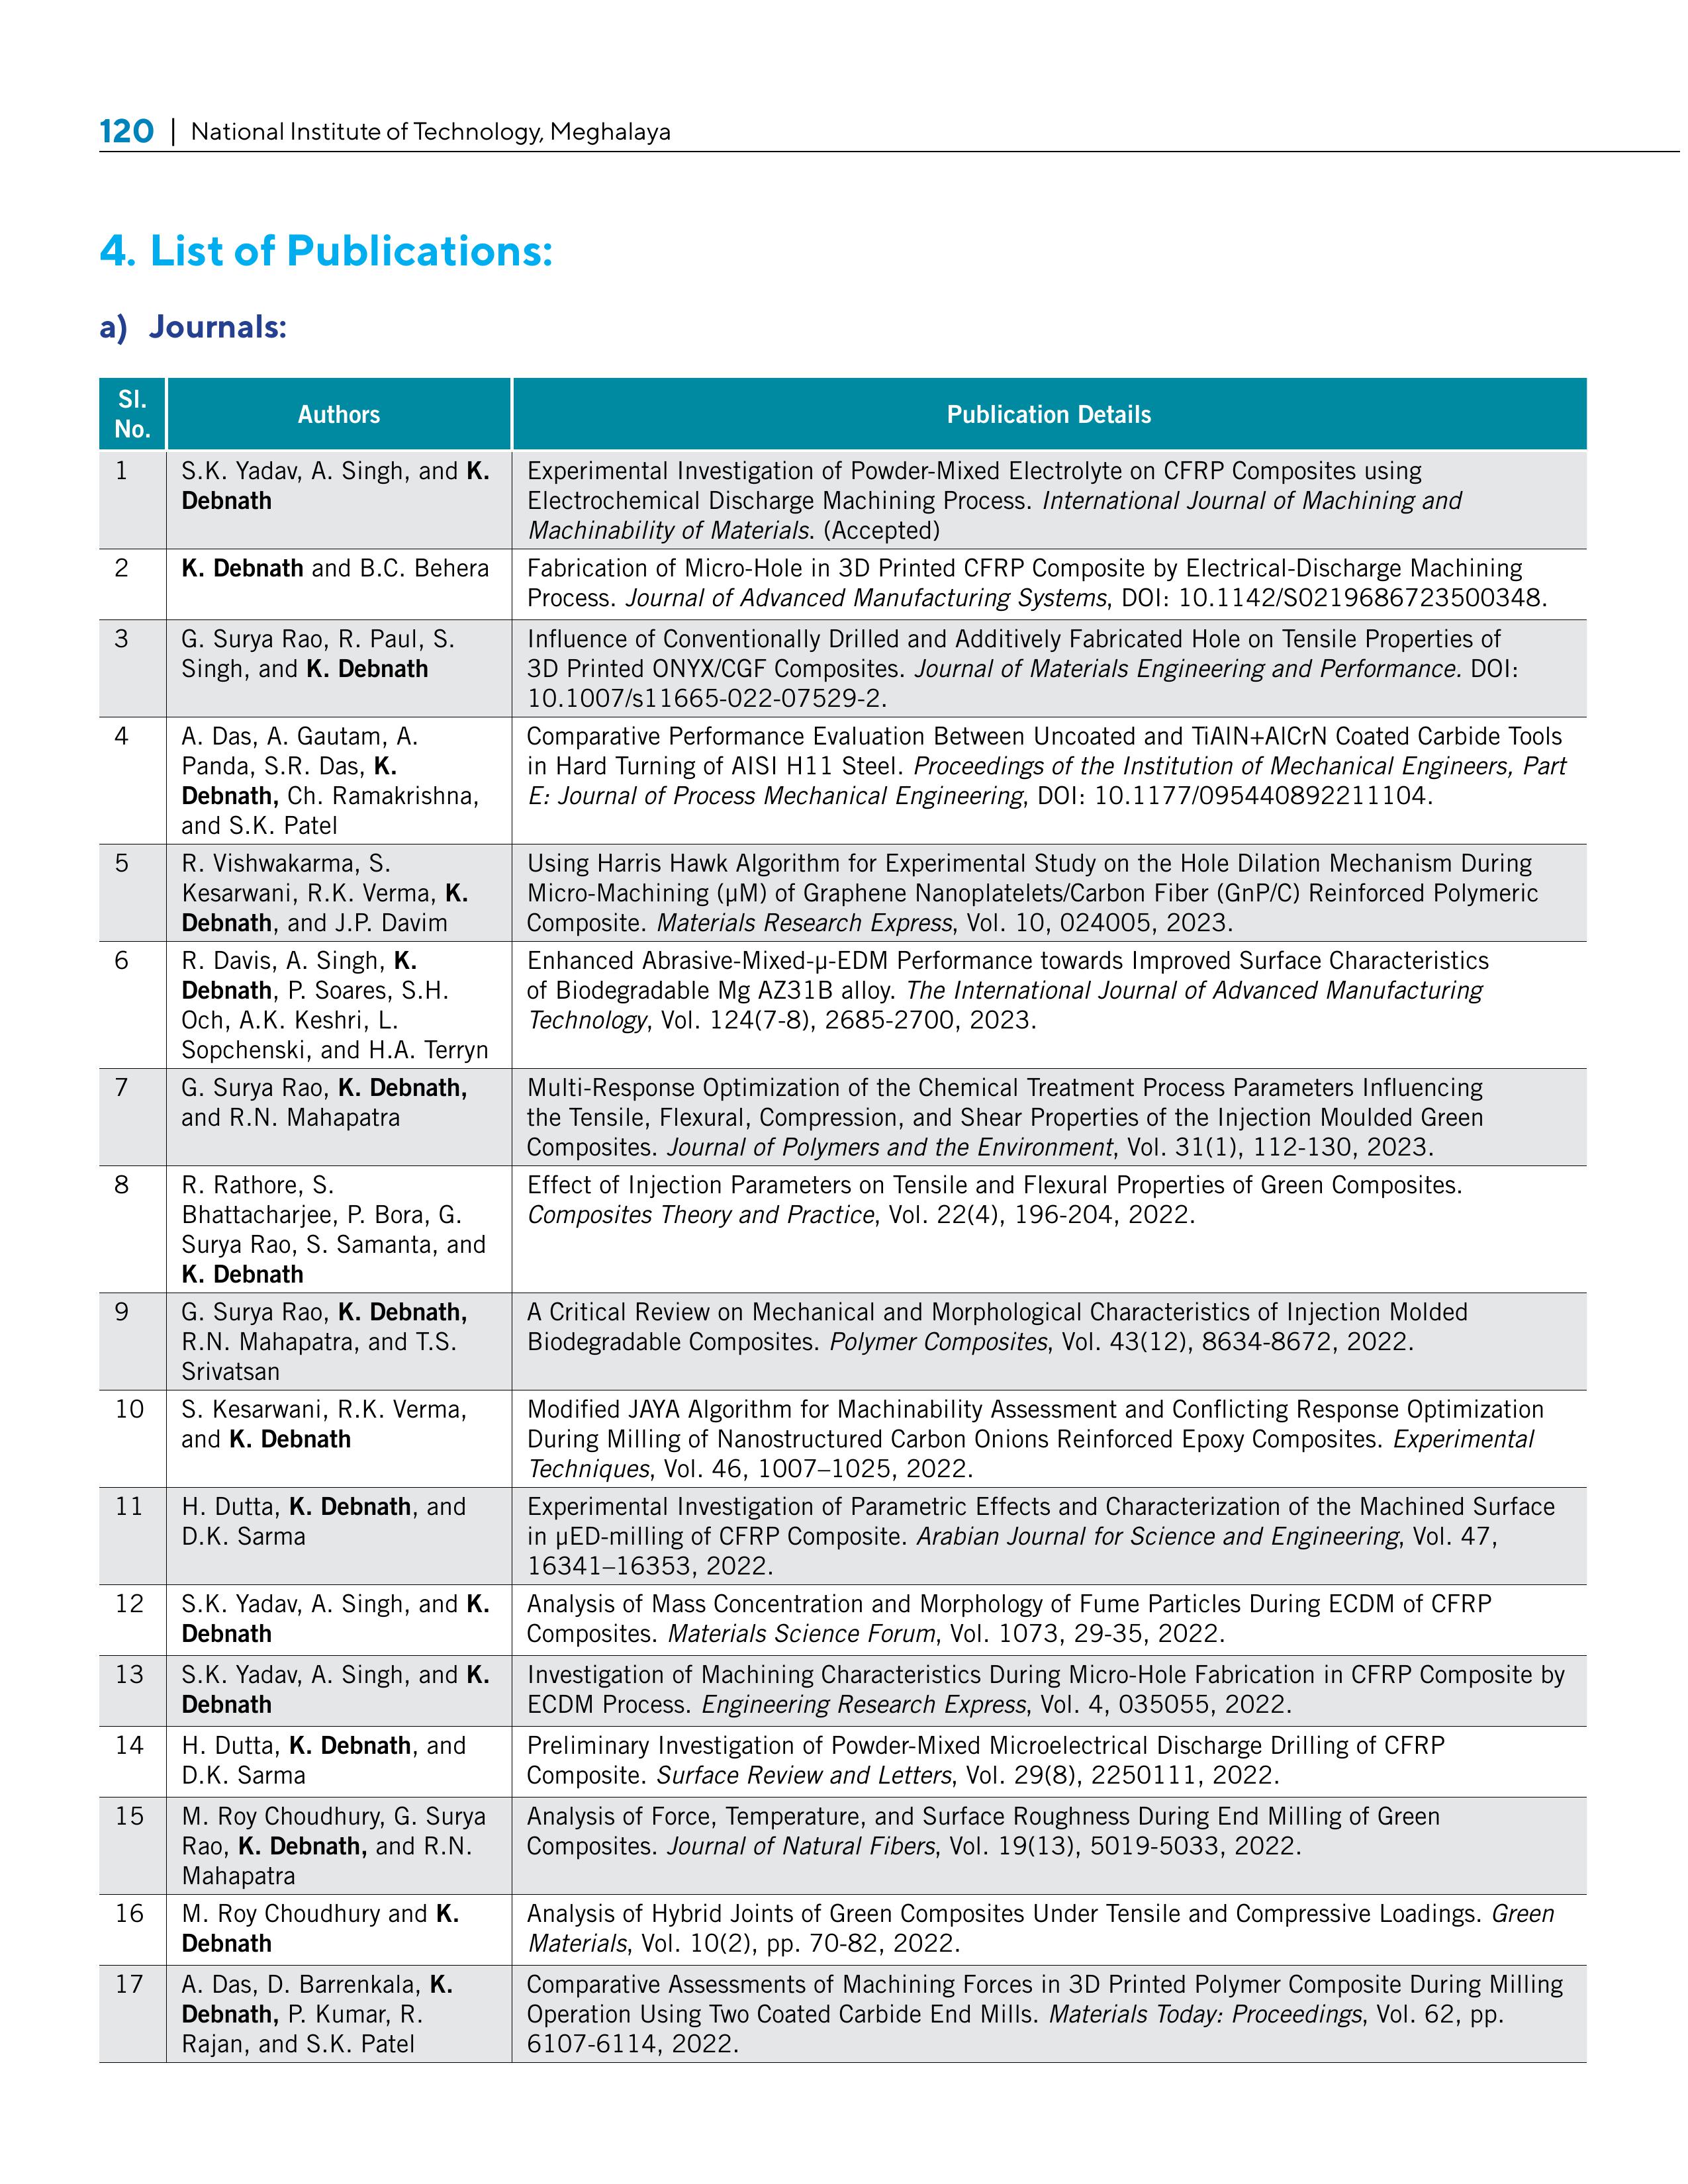 120 | National Institute of Technology, Meghalaya
4. List of Publications:
a) Journals:
Sl. No. Authors Publication Details
1 S.K. Yadav, A. Singh, and K. Debnath
Experimental Investigation of Powder-Mixed Electrolyte on CFRP Composites using
Electrochemical Discharge Machining Process. International Journal of Machining and
Machinability of Materials. (Accepted)
2 K. Debnath and B.C. Behera
Fabrication of Micro-Hole in 3D Printed CFRP Composite by Electrical-Discharge Machining
Process. Journal of Advanced Manufacturing Systems, DOI: 10.1142/S0219686723500348.
3 G. Surya Rao, R. Paul, S.
Singh, and K. Debnath
Influence of Conventionally Drilled and Additively Fabricated Hole on Tensile Properties of
3D Printed ONYX/CGF Composites. Journal of Materials Engineering and Performance. DOI:
10.1007/s11665-022-07529-2.
4 A. Das, A. Gautam, A.
Panda, S.R. Das, K.
Debnath, Ch. Ramakrishna,
and S.K. Patel
Comparative Performance Evaluation Between Uncoated and TiAlN+AlCrN Coated Carbide Tools
in Hard Turning of AISI H11 Steel. Proceedings of the Institution of Mechanical Engineers, Part
E: Journal of Process Mechanical Engineering, DOI: 10.1177/095440892211104.
5 R. Vishwakarma, S.
Kesarwani, R.K. Verma, K.
Debnath, and J.P. Davim
Using Harris Hawk Algorithm for Experimental Study on the Hole Dilation Mechanism During
Micro-Machining (µM) of Graphene Nanoplatelets/Carbon Fiber (GnP/C) Reinforced Polymeric
Composite. Materials Research Express, Vol. 10, 024005, 2023.
6 R. Davis, A. Singh, K.
Debnath, P. Soares, S.H.
Och, A.K. Keshri, L.
Sopchenski, and H.A. Terryn
Enhanced Abrasive-Mixed-µ-EDM Performance towards Improved Surface Characteristics
of Biodegradable Mg AZ31B alloy. The International Journal of Advanced Manufacturing
Technology, Vol. 124(7-8), 2685-2700, 2023.
7 G. Surya Rao, K. Debnath,
and R.N. Mahapatra
Multi-Response Optimization of the Chemical Treatment Process Parameters Influencing
the Tensile, Flexural, Compression, and Shear Properties of the Injection Moulded Green
Composites. Journal of Polymers and the Environment, Vol. 31(1), 112-130, 2023.
8 R. Rathore, S.
Bhattacharjee, P. Bora, G.
Surya Rao, S. Samanta, and
K. Debnath
Effect of Injection Parameters on Tensile and Flexural Properties of Green Composites.
Composites Theory and Practice, Vol. 22(4), 196-204, 2022.
9 G. Surya Rao, K. Debnath,
R.N. Mahapatra, and T.S.
Srivatsan
A Critical Review on Mechanical and Morphological Characteristics of Injection Molded
Biodegradable Composites. Polymer Composites, Vol. 43(12), 8634-8672, 2022.
10 S. Kesarwani, R.K. Verma,
and K. Debnath
Modified JAYA Algorithm for Machinability Assessment and Conflicting Response Optimization
During Milling of Nanostructured Carbon Onions Reinforced Epoxy Composites. Experimental
Techniques, Vol. 46, 1007–1025, 2022.
11 H. Dutta, K. Debnath, and
D.K. Sarma
Experimental Investigation of Parametric Effects and Characterization of the Machined Surface
in µED-milling of CFRP Composite. Arabian Journal for Science and Engineering, Vol. 47,
16341–16353, 2022.
12 S.K. Yadav, A. Singh, and K.
Debnath
Analysis of Mass Concentration and Morphology of Fume Particles During ECDM of CFRP
Composites. Materials Science Forum, Vol. 1073, 29-35, 2022.
13 S.K. Yadav, A. Singh, and K.
Debnath
Investigation of Machining Characteristics During Micro-Hole Fabrication in CFRP Composite by
ECDM Process. Engineering Research Express, Vol. 4, 035055, 2022.
14 H. Dutta, K. Debnath, and
D.K. Sarma
Preliminary Investigation of Powder-Mixed Microelectrical Discharge Drilling of CFRP
Composite. Surface Review and Letters, Vol. 29(8), 2250111, 2022.
15 M. Roy Choudhury, G. Surya
Rao, K. Debnath, and R.N.
Mahapatra
Analysis of Force, Temperature, and Surface Roughness During End Milling of Green
Composites. Journal of Natural Fibers, Vol. 19(13), 5019-5033, 2022.
16 M. Roy Choudhury and K.
Debnath
Analysis of Hybrid Joints of Green Composites Under Tensile and Compressive Loadings. Green
Materials, Vol. 10(2), pp. 70-82, 2022.
17 A. Das, D. Barrenkala, K.
Debnath, P. Kumar, R.
Rajan, and S.K. Patel
Comparative Assessments of Machining Forces in 3D Printed Polymer Composite During Milling
Operation Using Two Coated Carbide End Mills. Materials Today: Proceedings, Vol. 62, pp.
6107-6114, 2022.